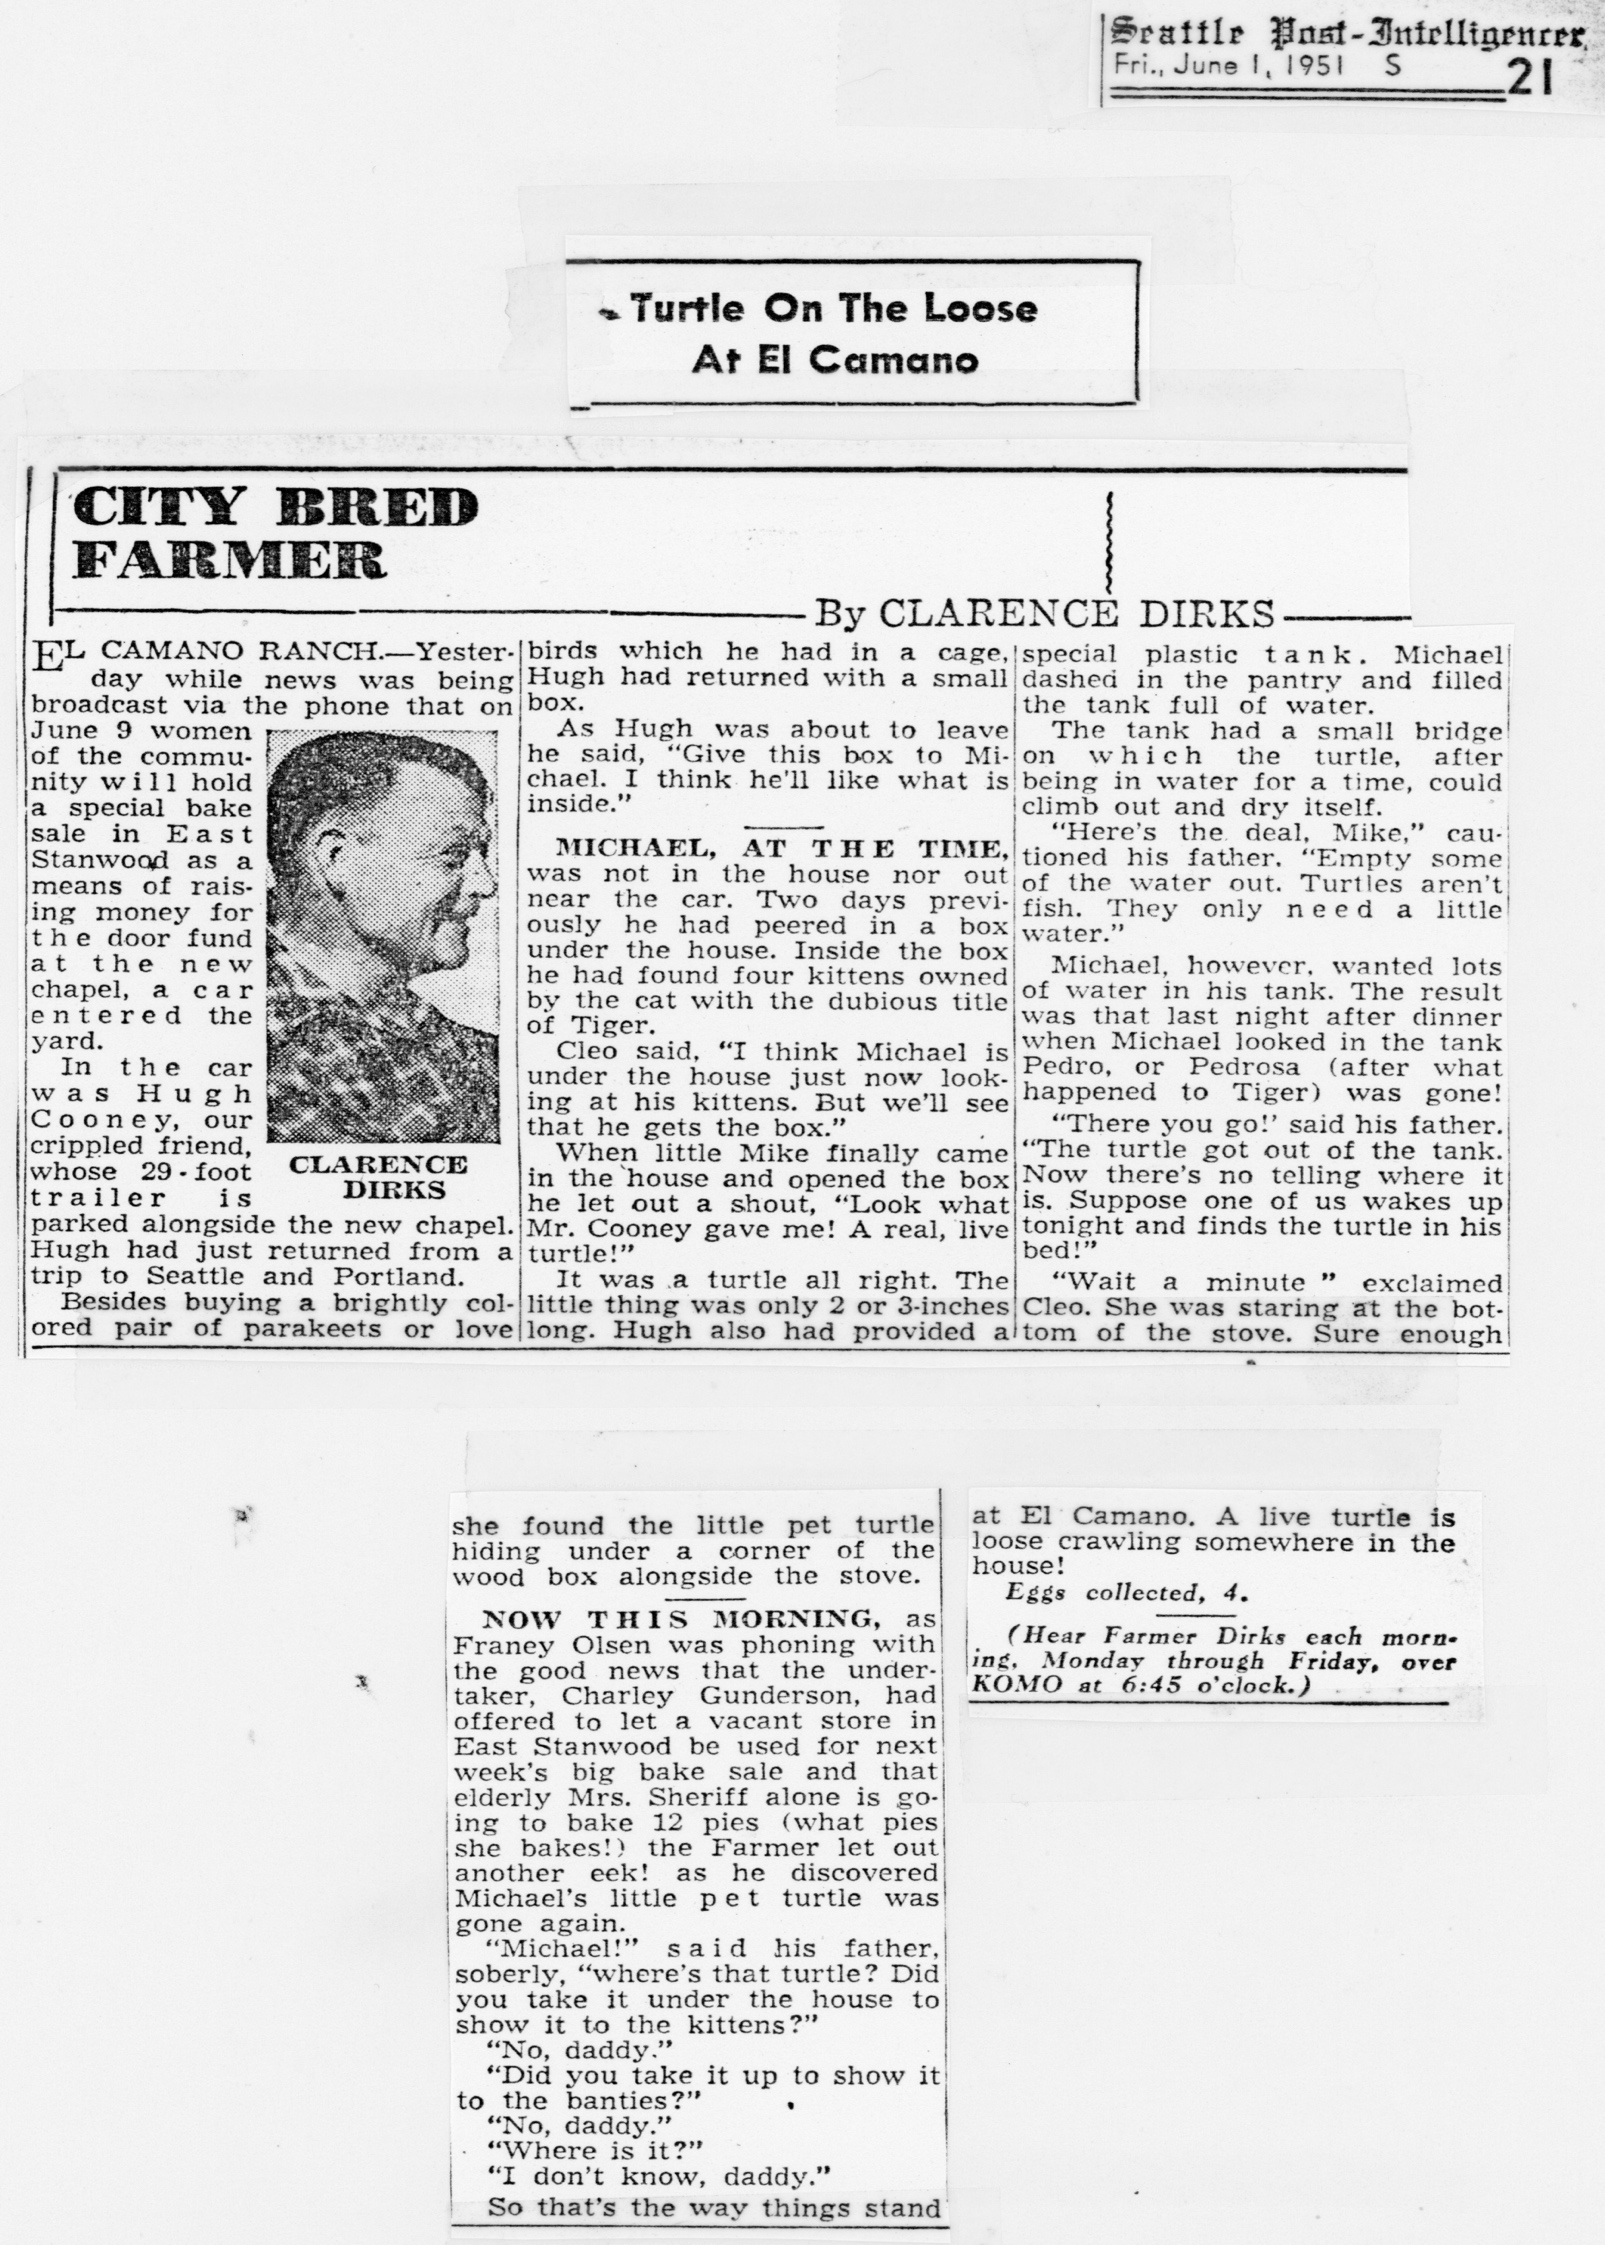 Seattle Post-Intelligencer
Fri., June 1, 1951 S 21
Turtle On The Loose
At El Camano
CITY BRED
FARMER
By CLARENCE DIRKS
EL CAMANO RANCH.—Yester-
day while news was being
broadcast via the phone that on
June 9 women
of the commu-
nity will hold
a special bake
sale in East
Stanwood as a
means of rais-
ing money for
the door fund
at the new
chapel, a car
entered the
yard.
In the car
was Hugh
Cooney, our
crippled friend,
whose 29-foot
trailer is
parked alongside the new chapel.
Hugh had just returned from a
trip to Seattle and Portland.
Besides buying a brightly col-
ored pair of parakeets or love
CLARENCE
DIRKS
birds which he had in a cage,
Hugh had returned with a small
box.
As Hugh was about to leave
he said, “Give this box to Mi-
chael. I think he'll like what is
inside.”
MICHAEL, AT THE TIME,
was not in the house nor out
near the car. Two days previ-
ously he had peered in a box
under the house. Inside the box
he had found four kittens owned
by the cat with the dubious title
of Tiger.
Cleo said, “I think Michael is
under the house just now look-
ing at his kittens. But we'll see
that he gets the box.”
When little Mike finally came
in the house and opened the box
he let out a shout, “Look what
Mr. Cooney gave me! A real, live
turtle!”
It was a turtle all right. The
little thing was only 2 or 3-inches
long. Hugh also had provided a
special plastic tank. Michael
dashed in the pantry and filled
the tank full of water.
The tank had a small bridge
on which the turtle, after
being in water for a time, could
climb out and dry itself.
“Here's the deal, Mike,” cau-
tioned his father. “Empty some
of the water out. Turtles aren't
fish. They only need a little
water.”
Michael, however, wanted lots
of water in his tank. The result
was that last night after dinner
when Michael looked in the tank
Pedro, or Pedrosa (after what
happened to Tiger) was gone!
“There you go!' said his father.
“The turtle got out of the tank.
Now there's no telling where it
is. Suppose one of us wakes up
tonight and finds the turtle in his
bed!”
“Wait a minute ” exclaimed
Cleo. She was staring at the bot-
tom of the stove. Sure enough
she found the little pet turtle
hiding under a corner of the
wood box alongside the stove.
NOW THIS MORNING, as
Franey Olsen was phoning with
the good news that the under-
taker, Charley Gunderson, had
offered to let a vacant store in
East Stanwood be used for next
week's big bake sale and that
elderly Mrs. Sheriff alone is go-
ing to bake 12 pies (what pies
she bakes!) the Farmer let out
another eek! as he discovered
Michael's little pet turtle was
gone again.
“Michael!” said his father,
soberly, “where's that turtle? Did
you take it under the house to
show it to the kittens?”
“No, daddy.”
“Did you take it up to show it
to the banties?”
“No, daddy.”
“Where is it?”
“I don't know, daddy.”
So that's the way things stand
at El Camano. A live turtle is
loose crawling somewhere in the
house!
Eggs collected, 4.
(Hear Farmer Dirks each morn-
ing, Monday through Friday, over
KOMO at 6:45 o'clock.)